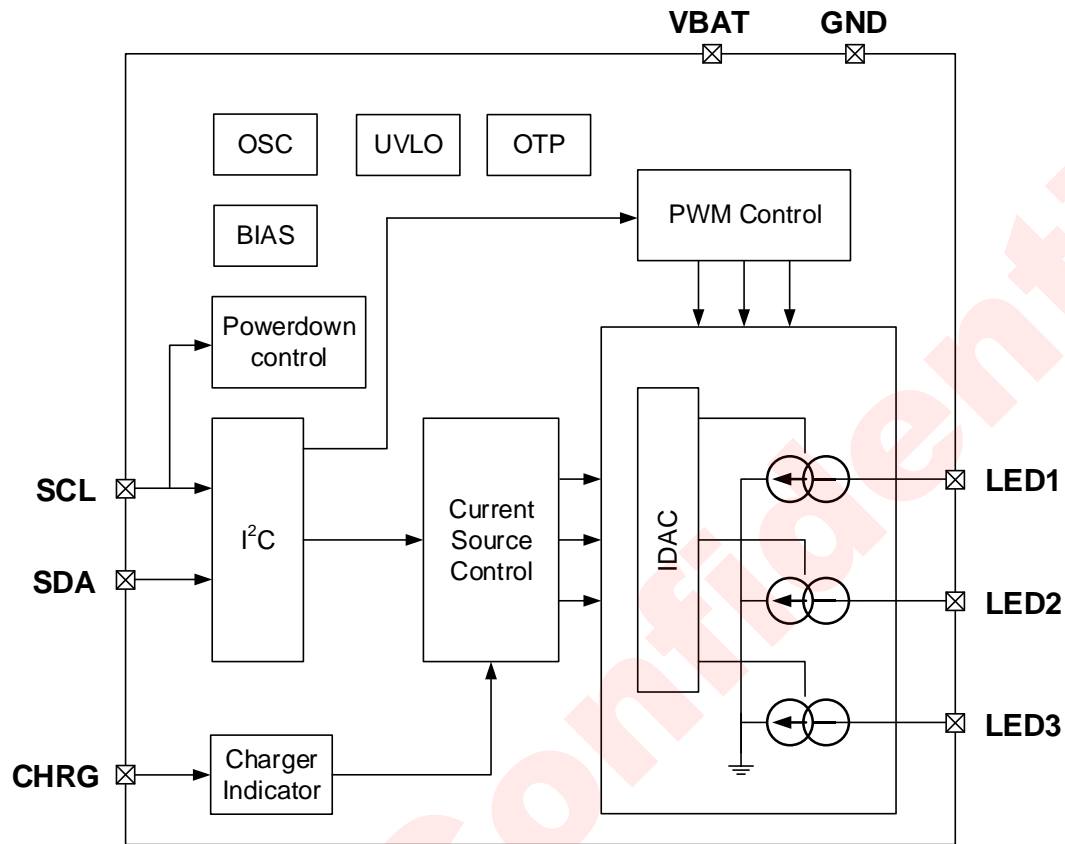 VBAT GND
OSC UVLO OTP
PWM Control
BIAS
Powerdown
control
SCL
I²C
Current
Source
Control
IDAC
LED1
SDA
LED2
LED3
CHRG
Charger
Indicator
Confidenti